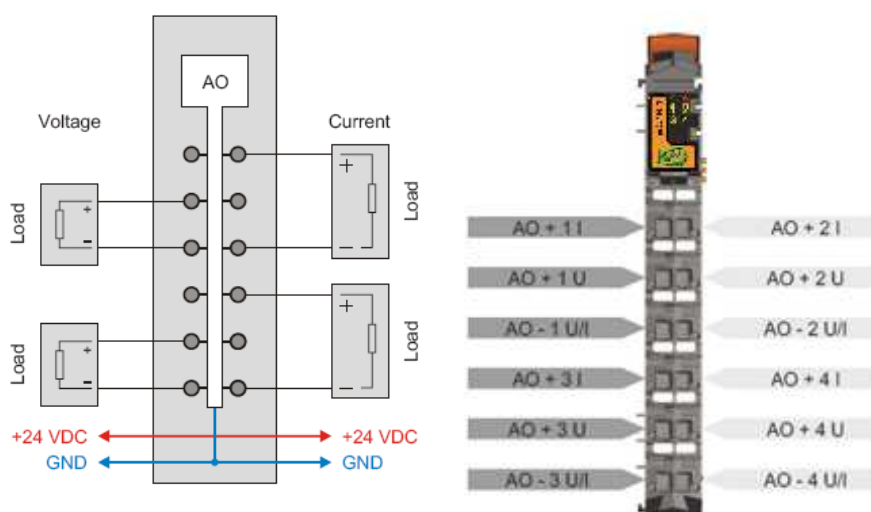 AO
Voltage
Current
Load
+
-
+
-
Load
Load
+
-
+
-
Load
+24 VDC
+24 VDC
GND
GND
AO + 1 I
AO + 2 I
AO + 1 U
AO + 2 U
AO - 1 U/I
AO - 2 U/I
AO + 3 I
AO + 4 I
AO + 3 U
AO + 4 U
AO - 3 U/I
AO - 4 U/I